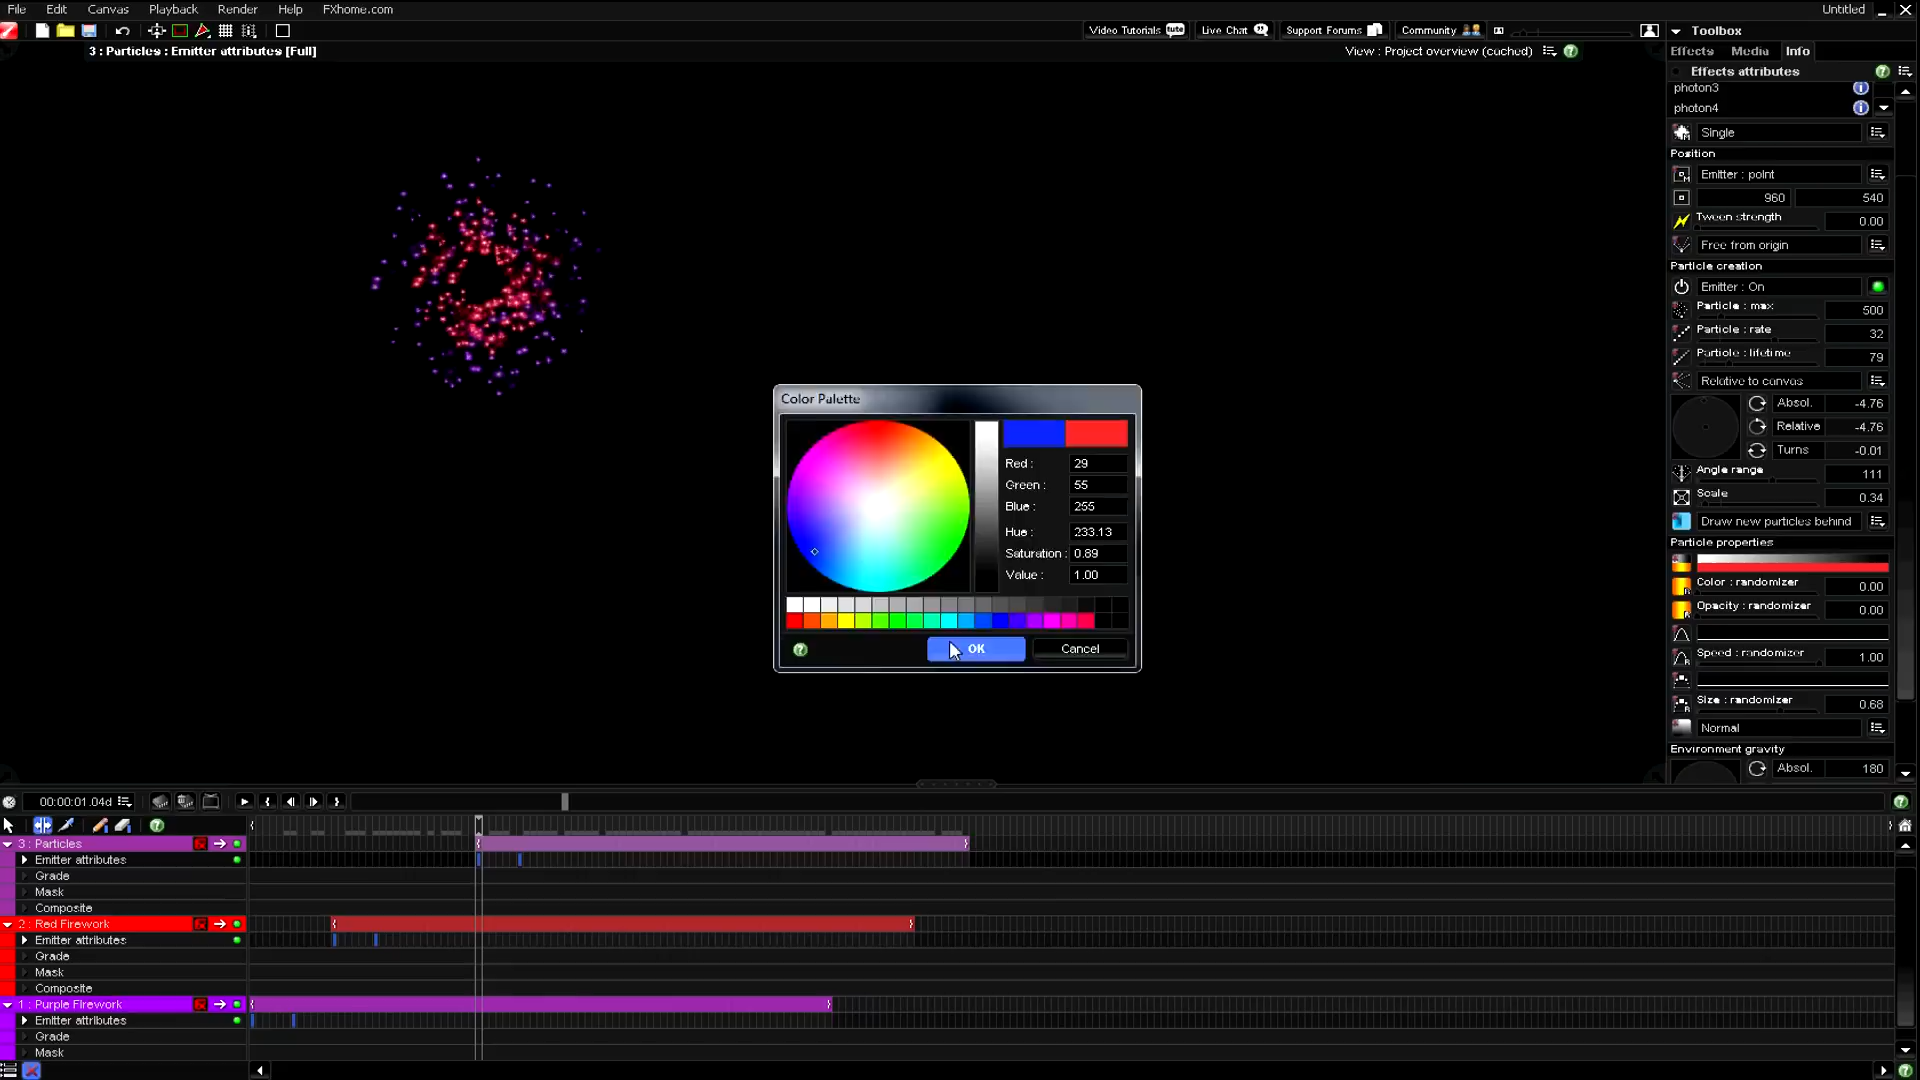 File Edit Canvas Playback Render Help FXhome.com Untitled
Video Tutorials tute Live Chat Support Forums Community Toolbox
3 : Particles : Emitter attributes [Full] View : Project overview (cached) Effects Media Info
Effects attributes
photon3
photon4
Single
Position
Emitter : point
960 540
Tween strength 0.00
Free from origin
Particle creation
Emitter : On
Particle : max 500
Particle : rate 32
Particle : lifetime 79
Relative to canvas
Absol. -4.76
Relative -4.76
Turns -0.01
Angle range 111
Scale 0.34
Draw new particles behind
Particle properties
Color : randomizer 0.00
Opacity : randomizer 0.00
Speed : randomizer 1.00
Size : randomizer 0.68
Normal
Environment gravity
Absol. 180
Color Palette
Red : 29
Green : 55
Blue : 255
Hue : 233.13
Saturation : 0.89
Value : 1.00
OK Cancel
00:00:01.04d
3 : Particles
Emitter attributes
Grade
Mask
Composite
2 : Red Firework
Emitter attributes
Grade
Mask
Composite
1 : Purple Firework
Emitter attributes
Grade
Mask